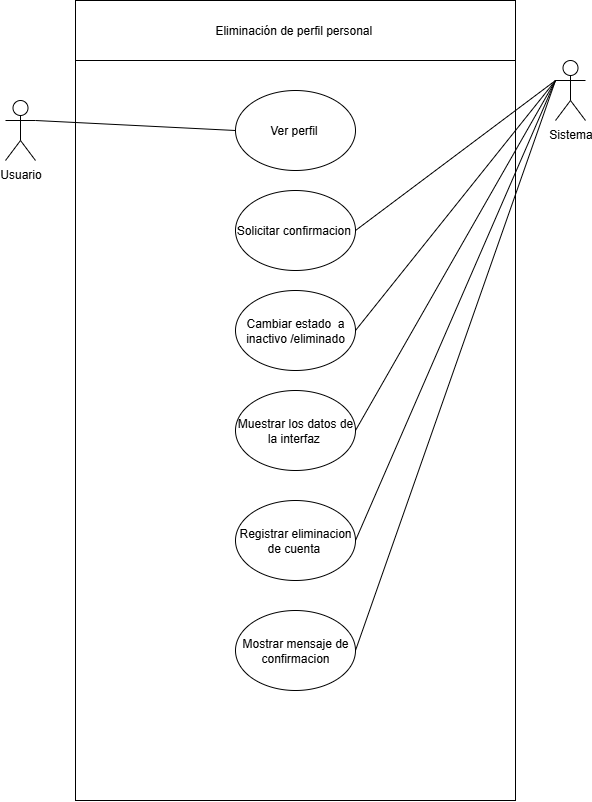 Eliminación de perfil personal
Ver perfil
Usuario
Sistema
Solicitar confirmacion
Cambiar estado a
inactivo /eliminado
Muestrar los datos de
la interfaz
Registrar eliminacion
de cuenta
Mostrar mensaje de
confirmacion